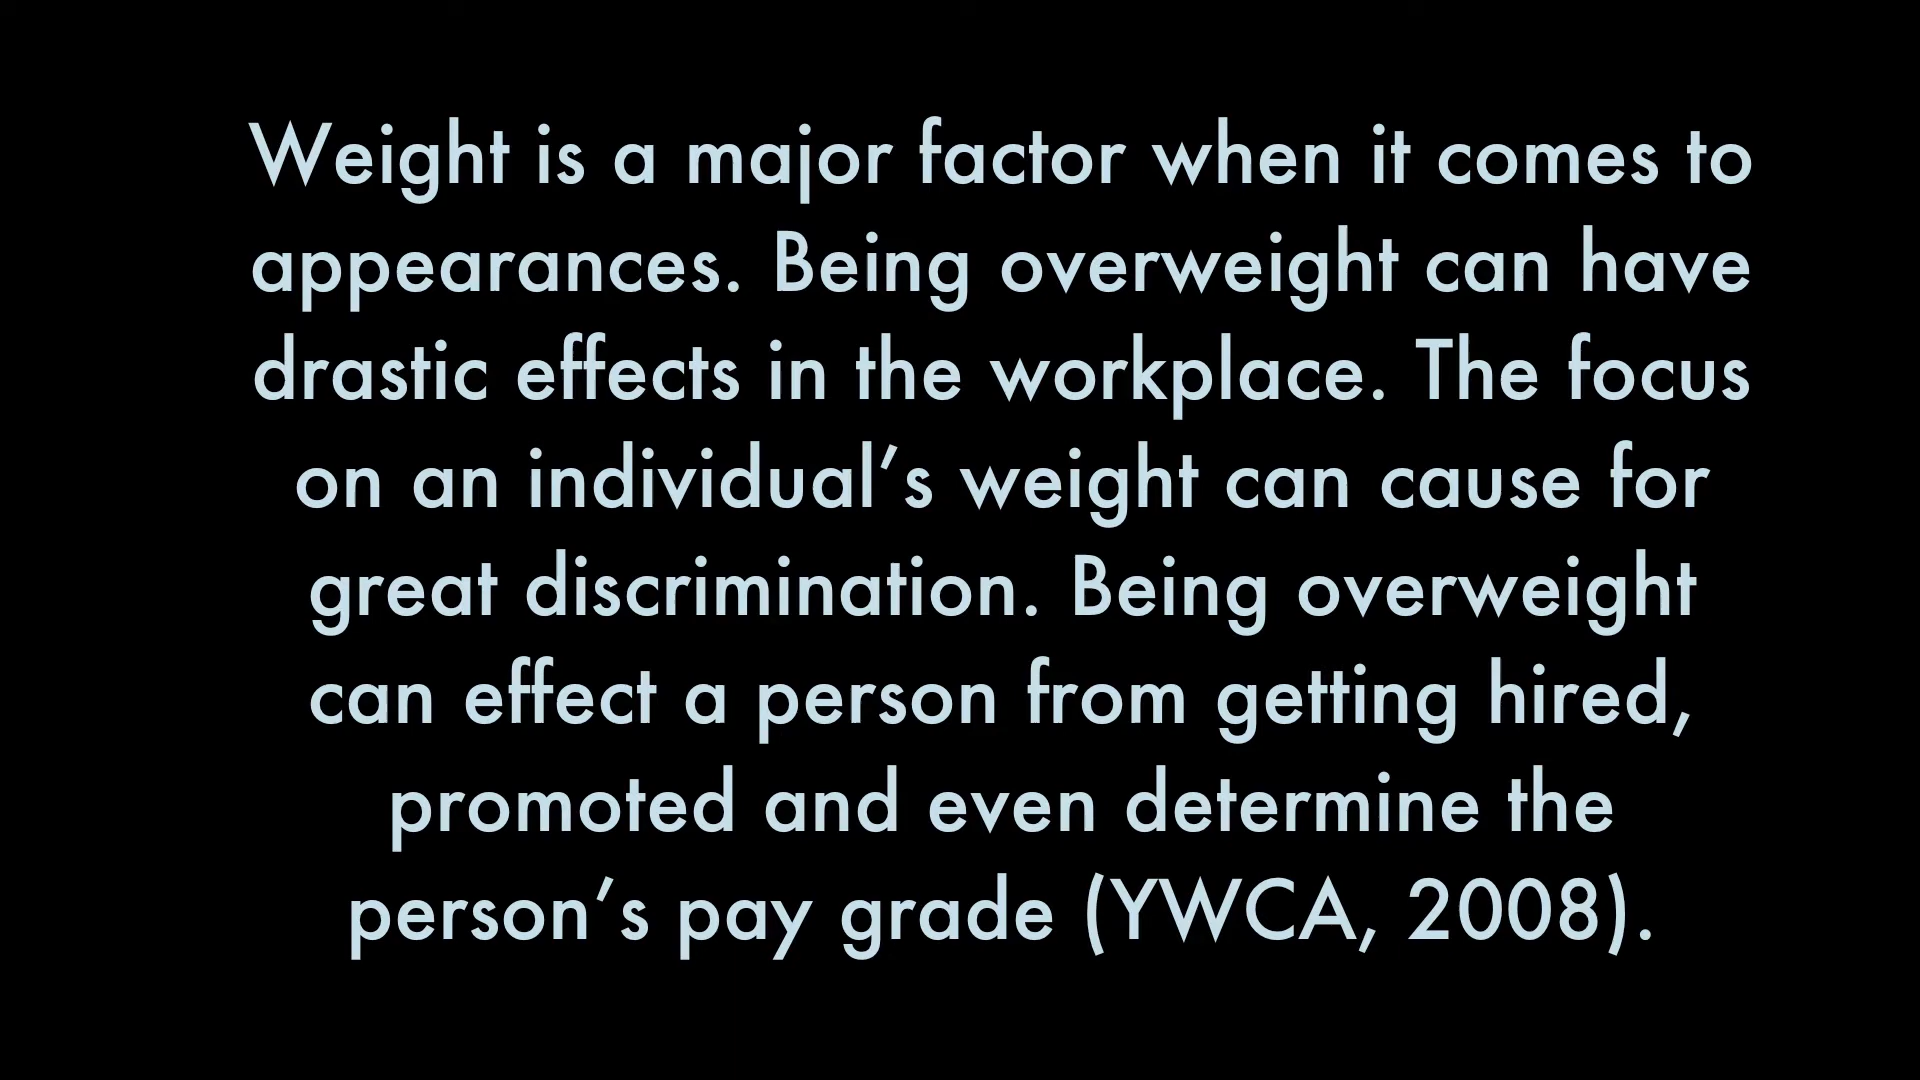 Weight is a major factor when it comes to
appearances. Being overweight can have
drastic effects in the workplace. The focus
on an individual’s weight can cause for
great discrimination. Being overweight
can effect a person from getting hired,
promoted and even determine the
person’s pay grade (YWCA, 2008).